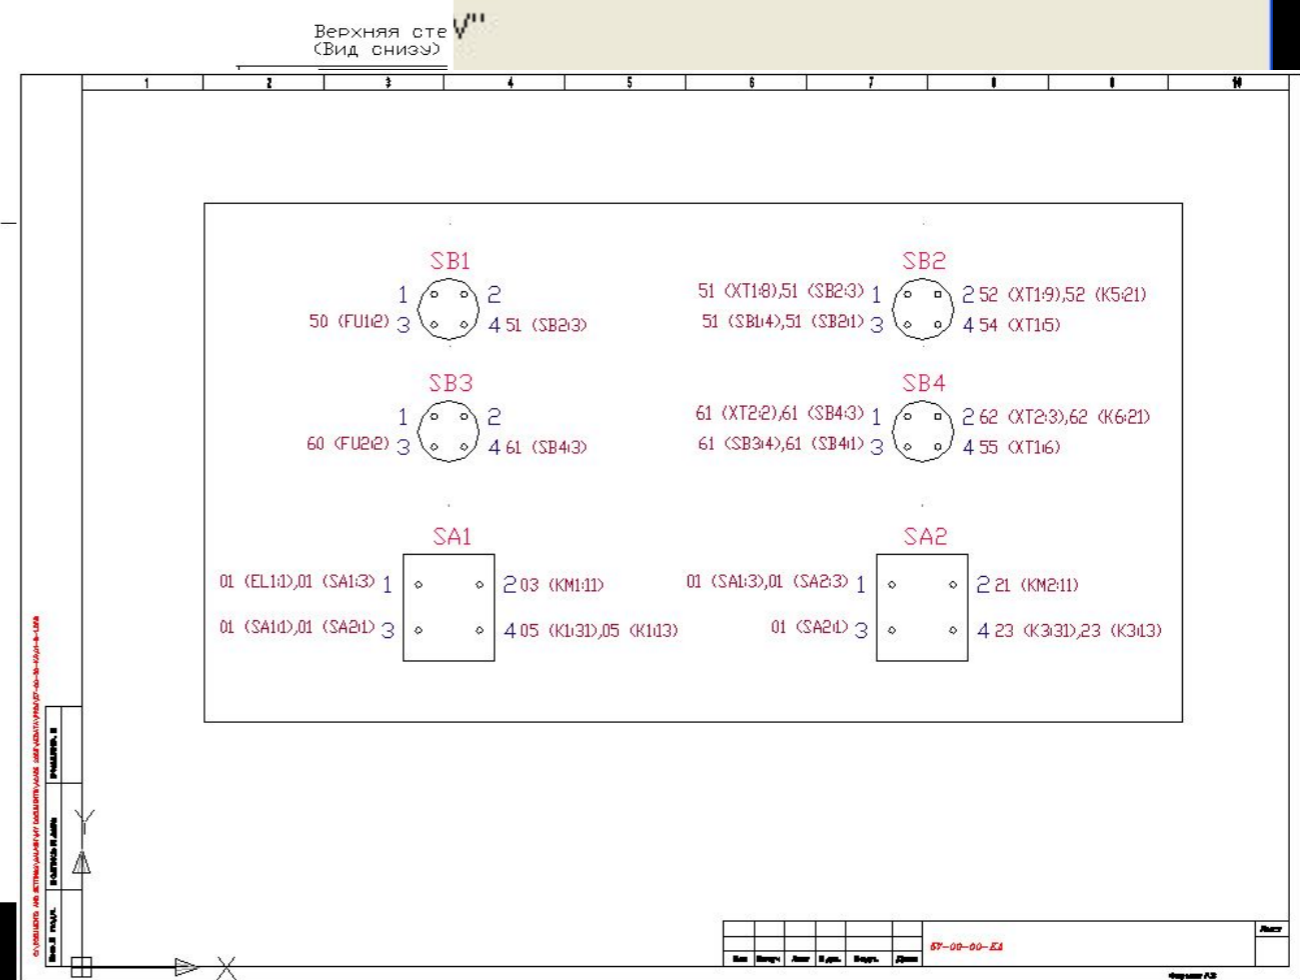 Верхняя сте
(Вид снизу)
1 2 3 4 5 6 7 8 9 10
SB1 SB2
1 2 51 (XT1:8),51 (SB2:3) 1 2 52 (XT1:9),52 (K5:21)
50 (FU1:2) 3 4 51 (SB2:3) 51 (SB1:4),51 (SB2:1) 3 4 54 (XT1:5)
SB3 SB4
1 2 61 (XT2:2),61 (SB4:3) 1 2 62 (XT2:3),62 (K6:21)
60 (FU2:2) 3 4 61 (SB4:3) 61 (SB3:4),61 (SB4:1) 3 4 55 (XT1:6)
SA1 SA2
01 (EL1:1),01 (SA1:3) 1 2 03 (KM1:11) 01 (SA1:3),01 (SA2:3) 1 2 21 (KM2:11)
01 (SA1:1),01 (SA2:1) 3 4 05 (K1:31),05 (K1:13) 01 (SA2:1) 3 4 23 (K3:31),23 (K3:13)
Y
X
Лист
57-00-00-EA
Формат А3